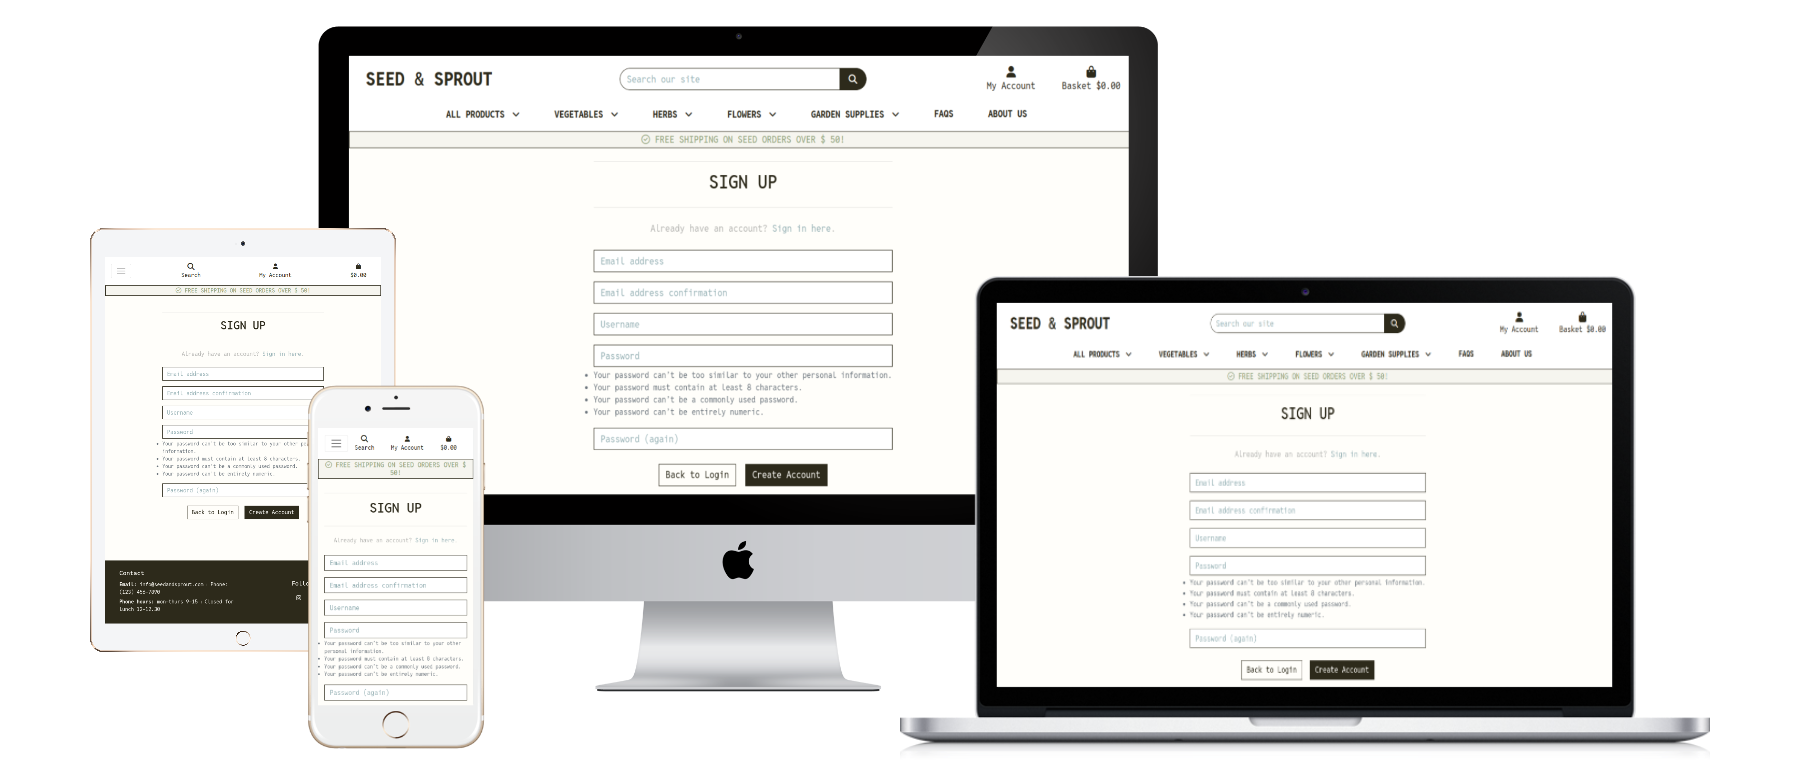 SEED & SPROUT
Search our site
My Account
Basket $0.00
ALL PRODUCTS
VEGETABLES
HERBS
FLOWERS
GARDEN SUPPLIES
FAQS
ABOUT US
FREE SHIPPING ON SEED ORDERS OVER $ 50!
SIGN UP
Already have an account? Sign in here.
Email address
Email address confirmation
Username
Password
Your password can't be too similar to your other personal information.
Your password must contain at least 8 characters.
Your password can't be a commonly used password.
Your password can't be entirely numeric.
Password (again)
Back to Login
Create Account
Search
My Account
$0.00
FREE SHIPPING ON SEED ORDERS OVER $ 50!
SIGN UP
Already have an account? Sign in here.
Email address
Email address confirmation
Username
Password
Your password can't be too similar to your other
information.
Your password must contain at least 8 characters.
Your password can't be a commonly used password.
Your password can't be entirely numeric.
Password (again)
Back to Login
Create Account
Contact
Email: info@seedandsprout.com - Phone:
(123) 456-7890
Phone hours: mon-thurs 9-15 - Closed for
Lunch 12-12.30
Search
My Account
$0.00
FREE SHIPPING ON SEED ORDERS OVER $
50!
SIGN UP
Already have an account? Sign in here
Email address
Email address confirmation
Username
Password
Your password can't be too similar to your other
personal information.
Your password must contain at least 8 characters.
Your password can't be a commonly used password.
Your password can't be entirely numeric.
Password (again)
SEED & SPROUT
Search our site
My Account
Basket $0.00
ALL PRODUCTS
VEGETABLES
HERBS
FLOWERS
GARDEN SUPPLIES
FAQS
ABOUT US
FREE SHIPPING ON SEED ORDERS OVER $ 50!
SIGN UP
Already have an account? Sign in here.
Email address
Email address confirmation
Username
Password
Your password can't be too similar to your other personal information.
Your password must contain at least 8 characters.
Your password can't be a commonly used password.
Your password can't be entirely numeric.
Password (again)
Back to Login
Create Account